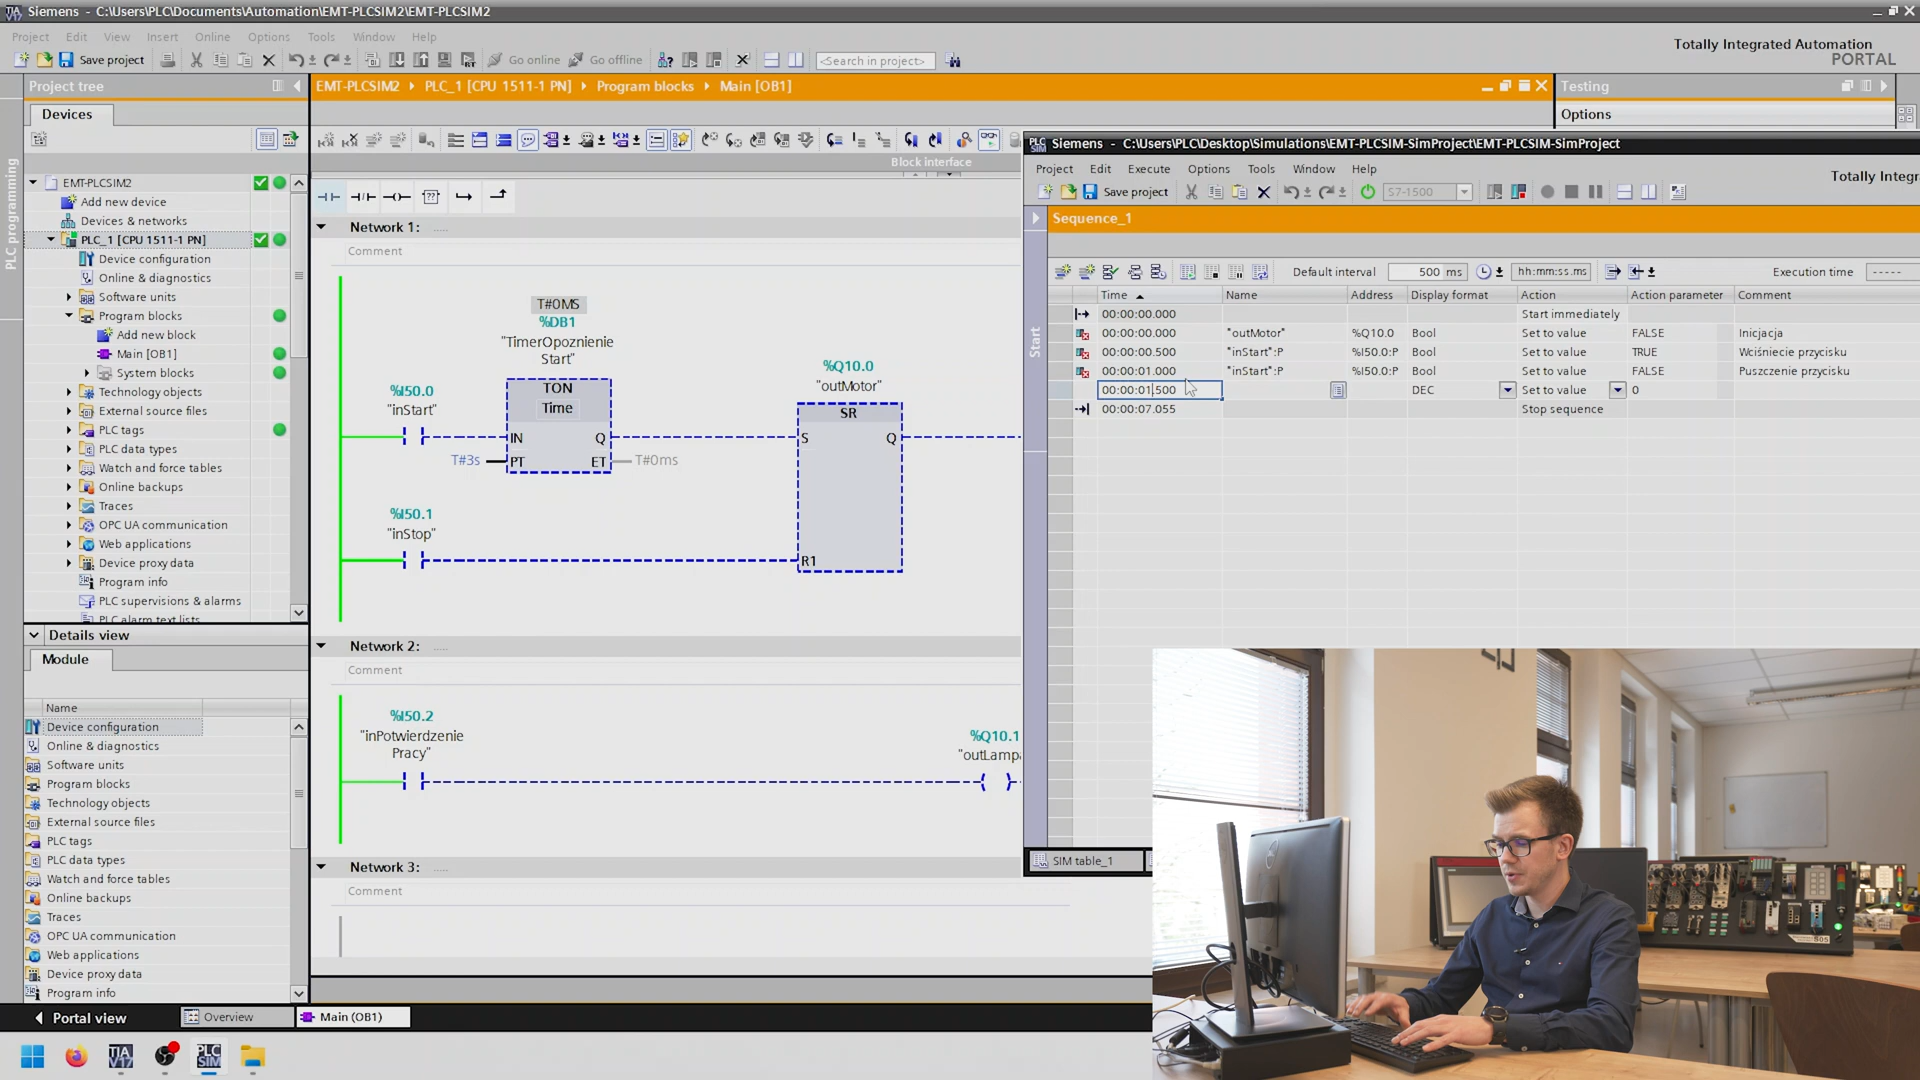 Siemens - C:\Users\PLC\Documents\Automation\EMT-PLCSIM2\EMT-PLCSIM2
Project Edit View Insert Online Options Tools Window Help
Save project Go online Go offline <Search in project>
Totally Integrated Automation
PORTAL
Project tree
EMT-PLCSIM2 PLC_1 [CPU 1511-1 PN] Program blocks Main [OB1]
Testing
Devices
Options
PLC programming
EMT-PLCSIM2
Add new device
Devices & networks
PLC_1 [CPU 1511-1 PN]
Device configuration
Online & diagnostics
Software units
Program blocks
Add new block
Main [OB1]
System blocks
Technology objects
External source files
PLC tags
PLC data types
Watch and force tables
Online backups
Traces
OPC UA communication
Web applications
Device proxy data
Program info
PLC supervisions & alarms
PLC alarm text lists
Details view
Module
Name
Device configuration
Online & diagnostics
Software units
Program blocks
Technology objects
External source files
PLC tags
PLC data types
Watch and force tables
Online backups
Traces
OPC UA communication
Web applications
Device proxy data
Program info
Portal view
Overview
Main (OB1)
Block interface
Network 1: .....
Comment
T#0MS
%DB1
"TimerOpoznienie
Start"
TON
Time
%I50.0
"inStart"
IN Q
T#3s PT ET T#0ms
%Q10.0
"outMotor"
SR
S Q
%I50.1
"inStop"
R1
Network 2: .....
Comment
%I50.2
"inPotwierdzenie
Pracy"
%Q10.1
"outLampa
Network 3: .....
Comment
PLC SIM
Siemens - C:\Users\PLC\Desktop\Simulations\EMT-PLCSIM-SimProject\EMT-PLCSIM-SimProject
Project Edit Execute Options Tools Window Help
Totally Integr
Save project S7-1500
Sequence_1
Default interval 500 ms hh:mm:ss.ms Execution time -----
Start
Time Name Address Display format Action Action parameter Comment
00:00:00.000 Start immediately
00:00:00.000 "outMotor" %Q10.0 Bool Set to value FALSE Inicjacja
00:00:00.500 "inStart":P %I50.0:P Bool Set to value TRUE Wciśniecie przycisku
00:00:01.000 "inStart":P %I50.0:P Bool Set to value FALSE Puszczenie przycisku
00:00:01.500 DEC Set to value 0
00:00:07.055 Stop sequence
SIM table_1
TIA V17
PLC SIM